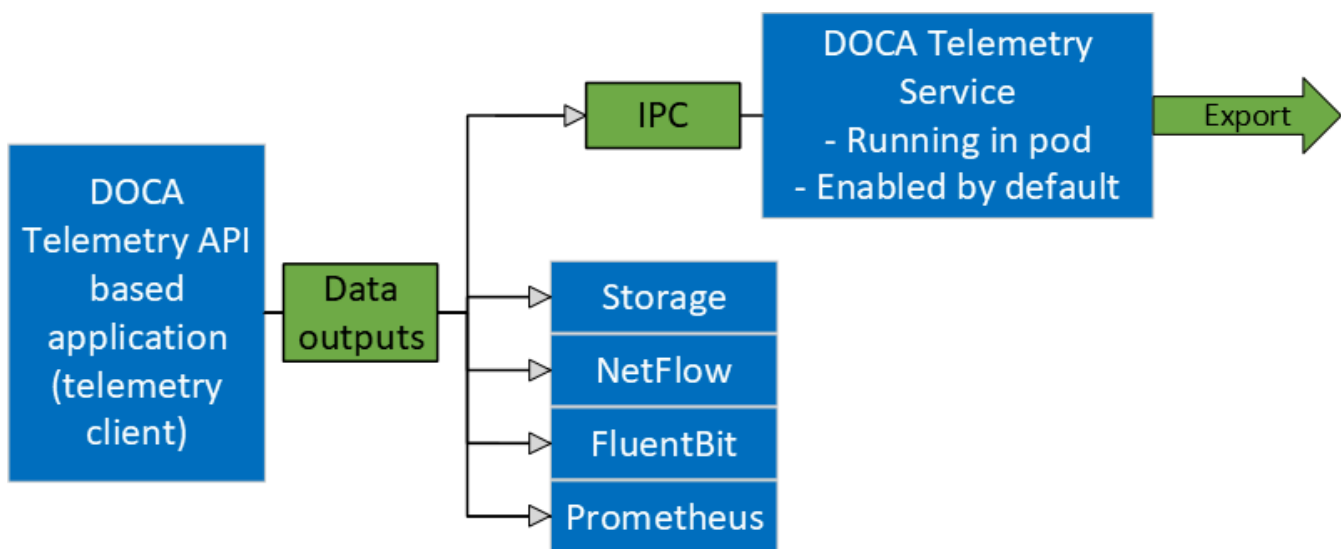 DOCA
Telemetry API
based
application
(telemetry
client)
Data
outputs
IPC
DOCA Telemetry
Service
- Running in pod
- Enabled by default
Export
Storage
NetFlow
FluentBit
Prometheus